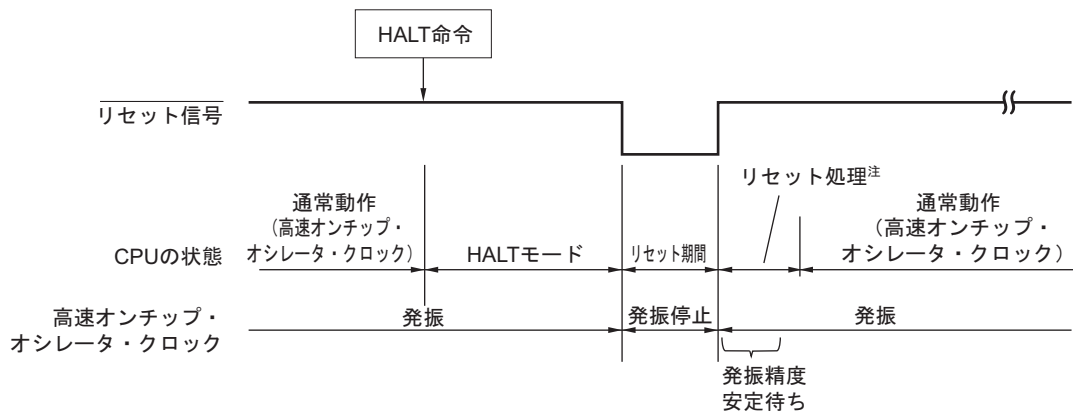 HALT命令
リセット信号
リセット処理注
通常動作
（高速オンチップ・
オシレータ・クロック）
通常動作
（高速オンチップ・
オシレータ・クロック）
CPUの状態
HALTモード
リセット期間
高速オンチップ・
オシレータ・クロック
発振
発振停止
発振
発振精度
安定待ち